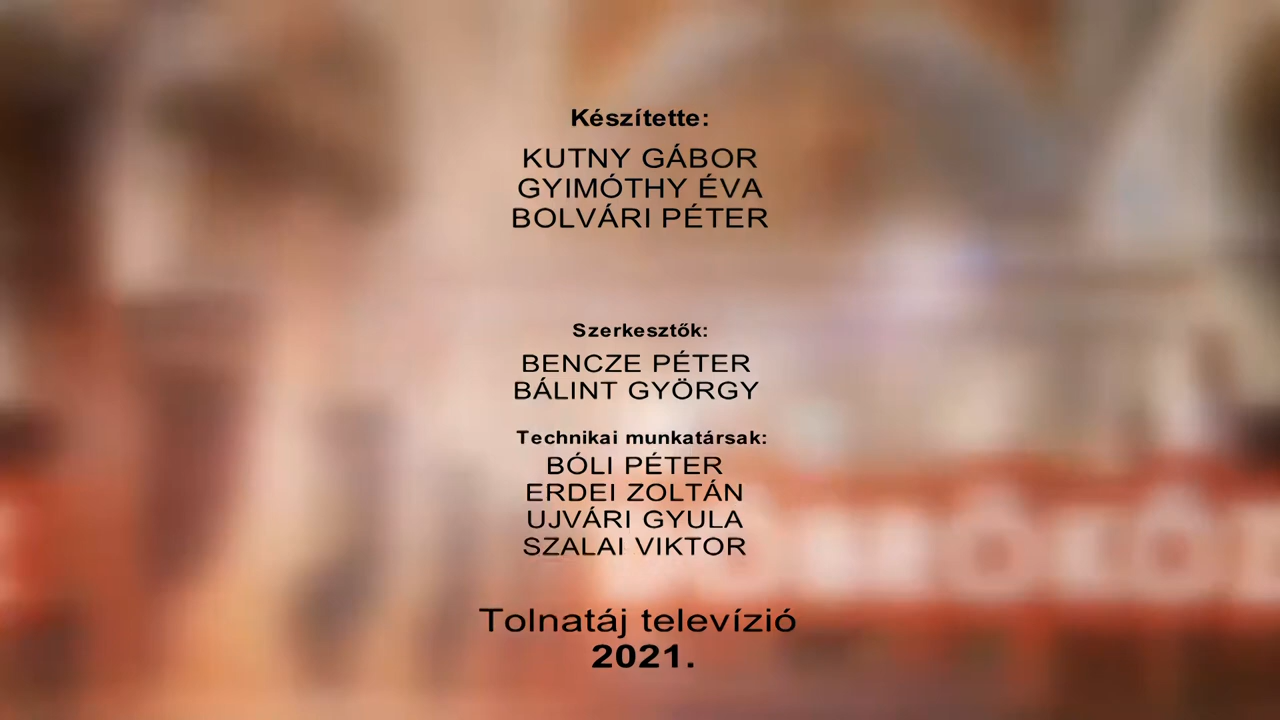 Készítette:
KUTNY GÁBOR
GYIMÓTHY ÉVA
BOLVÁRI PÉTER
Szerkesztők:
BENCZE PÉTER
BÁLINT GYÖRGY
Technikai munkatársak:
BÓLI PÉTER
ERDEI ZOLTÁN
UJVÁRI GYULA
SZALAI VIKTOR
Tolnatáj televízió
2021.